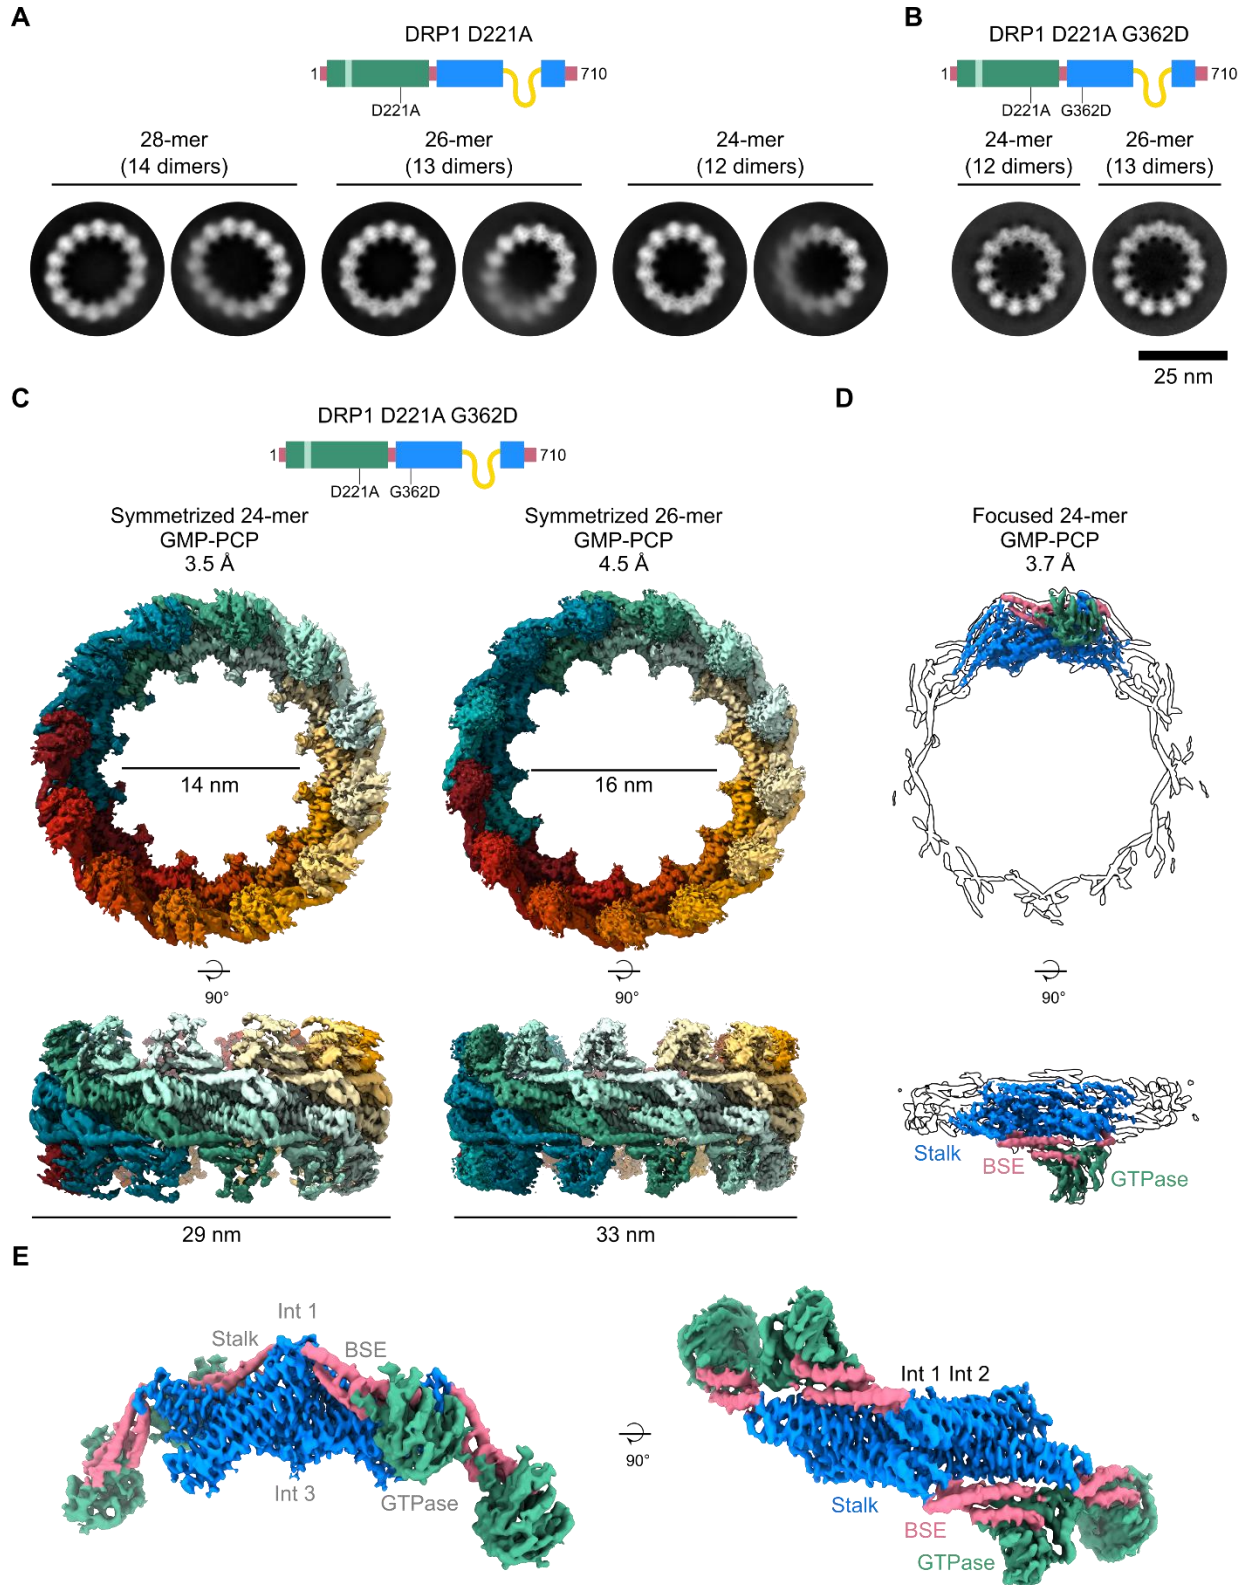 A
DRP1 D221A
1
710
D221A
28-mer
(14 dimers)
26-mer
(13 dimers)
24-mer
(12 dimers)
B
DRP1 D221A G362D
1
710
D221A G362D
24-mer
(12 dimers)
26-mer
(13 dimers)
25 nm
C
DRP1 D221A G362D
1
710
D221A G362D
Symmetrized 24-mer
GMP-PCP
3.5 Å
14 nm
90°
29 nm
Symmetrized 26-mer
GMP-PCP
4.5 Å
16 nm
90°
33 nm
D
Focused 24-mer
GMP-PCP
3.7 Å
90°
Stalk
BSE
GTPase
E
Int 1
Stalk
BSE
Int 3
GTPase
90°
Int 1 Int 2
Stalk
BSE
GTPase